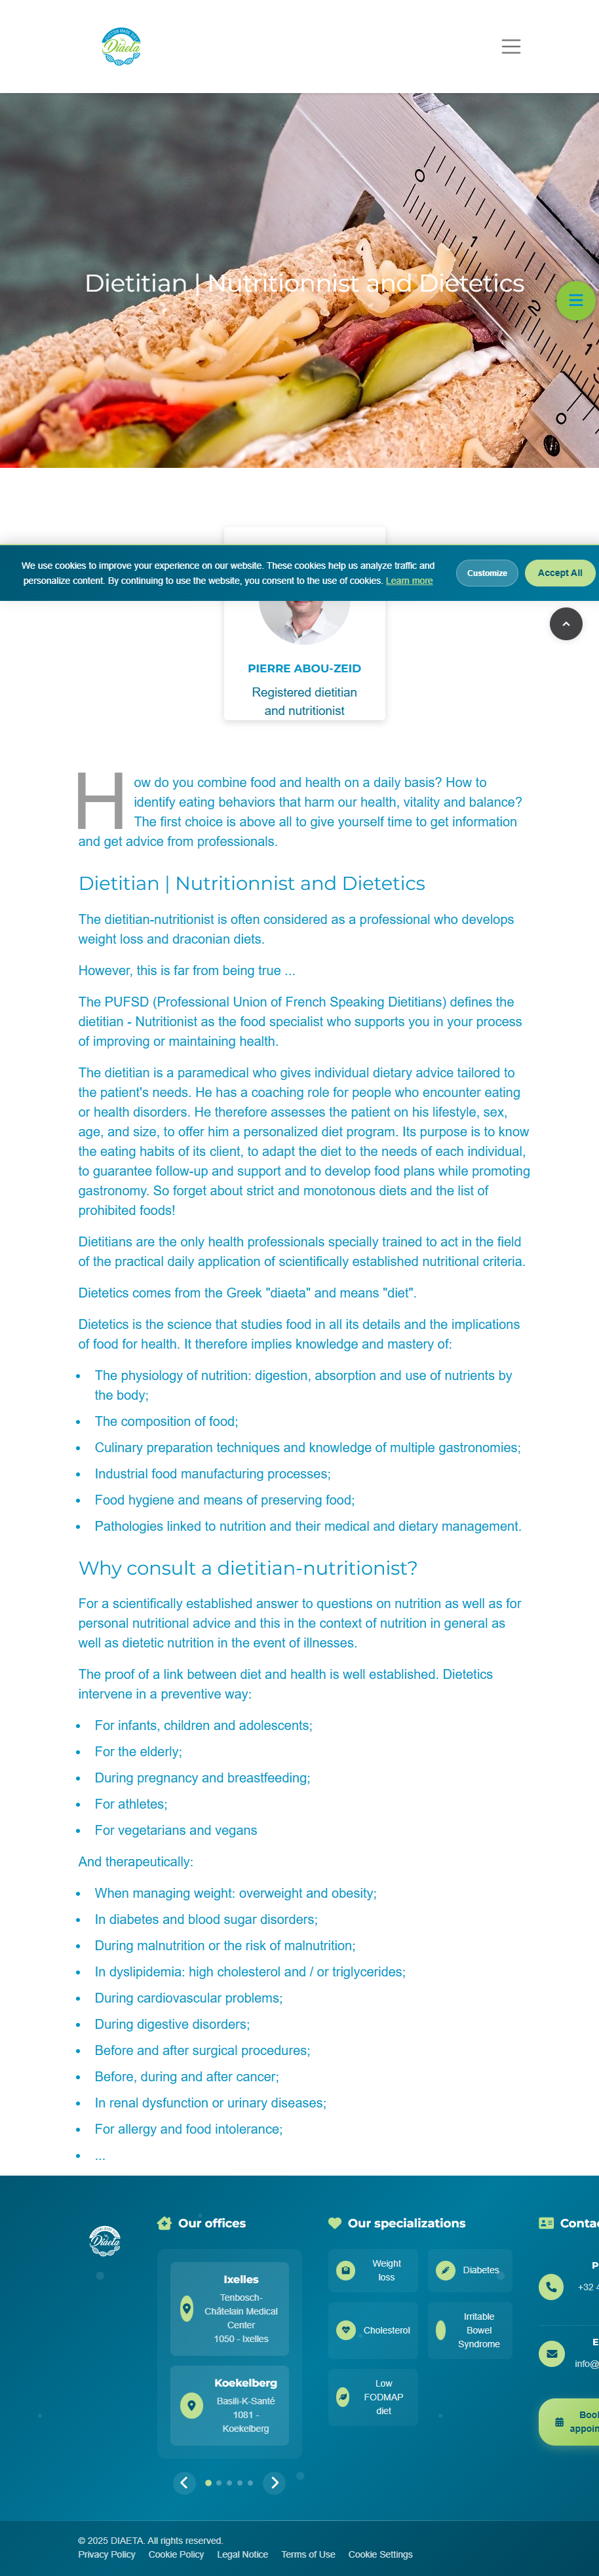 Diaeta
Dietitian | Nutritionnist and Dietetics
We use cookies to improve your experience on our website. These cookies help us analyze traffic and
personalize content. By continuing to use the website, you consent to the use of cookies. Learn more
Customize
Accept All
PIERRE ABOU-ZEID
Registered dietitian
and nutritionist
How do you combine food and health on a daily basis? How to
identify eating behaviors that harm our health, vitality and balance?
The first choice is above all to give yourself time to get information
and get advice from professionals.
Dietitian | Nutritionnist and Dietetics
The dietitian-nutritionist is often considered as a professional who develops
weight loss and draconian diets.
However, this is far from being true ...
The PUFSD (Professional Union of French Speaking Dietitians) defines the
dietitian - Nutritionist as the food specialist who supports you in your process
of improving or maintaining health.
The dietitian is a paramedical who gives individual dietary advice tailored to
the patient's needs. He has a coaching role for people who encounter eating
or health disorders. He therefore assesses the patient on his lifestyle, sex,
age, and size, to offer him a personalized diet program. Its purpose is to know
the eating habits of its client, to adapt the diet to the needs of each individual,
to guarantee follow-up and support and to develop food plans while promoting
gastronomy. So forget about strict and monotonous diets and the list of
prohibited foods!
Dietitians are the only health professionals specially trained to act in the field
of the practical daily application of scientifically established nutritional criteria.
Dietetics comes from the Greek "diaeta" and means "diet".
Dietetics is the science that studies food in all its details and the implications
of food for health. It therefore implies knowledge and mastery of:
• The physiology of nutrition: digestion, absorption and use of nutrients by
the body;
• The composition of food;
• Culinary preparation techniques and knowledge of multiple gastronomies;
• Industrial food manufacturing processes;
• Food hygiene and means of preserving food;
• Pathologies linked to nutrition and their medical and dietary management.
Why consult a dietitian-nutritionist?
For a scientifically established answer to questions on nutrition as well as for
personal nutritional advice and this in the context of nutrition in general as
well as dietetic nutrition in the event of illnesses.
The proof of a link between diet and health is well established. Dietetics
intervene in a preventive way:
• For infants, children and adolescents;
• For the elderly;
• During pregnancy and breastfeeding;
• For athletes;
• For vegetarians and vegans
And therapeutically:
• When managing weight: overweight and obesity;
• In diabetes and blood sugar disorders;
• During malnutrition or the risk of malnutrition;
• In dyslipidemia: high cholesterol and / or triglycerides;
• During cardiovascular problems;
• During digestive disorders;
• Before and after surgical procedures;
• Before, during and after cancer;
• In renal dysfunction or urinary diseases;
• For allergy and food intolerance;
• ...
Diaeta
Our offices
Ixelles
Tenbosch-
Châtelain Medical
Center
1050 - Ixelles
Koekelberg
Basili-K-Santé
1081 -
Koekelberg
Our specializations
Weight
loss
Diabetes
Cholesterol
Irritable
Bowel
Syndrome
Low
FODMAP
diet
Conta
P
+32 4
E
info@
Boo
appoin
© 2025 DIAETA. All rights reserved.
Privacy Policy Cookie Policy Legal Notice Terms of Use Cookie Settings